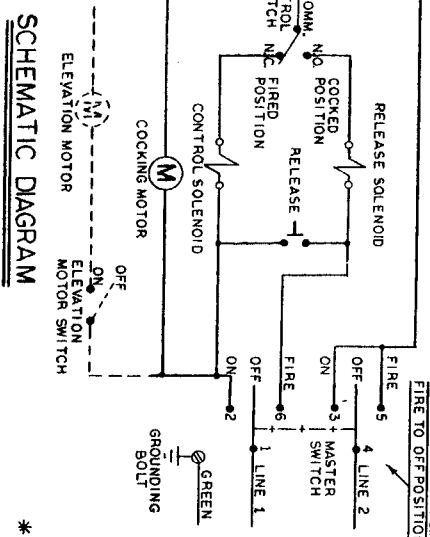 COMM.
N.O.
N.C.
COCKED
POSITION
FIRED
POSITION
RELEASE SOLENOID
RELEASE
CONTROL SOLENOID
COCKING MOTOR
M
M
ELEVATION MOTOR
OFF
ON
ELEVATION
MOTOR SWITCH
FIRE
5
OFF
4 LINE 2
ON
3
MASTER
SWITCH
FIRE
6
OFF
1 LINE 1
ON
2
GREEN
GROUNDING
BOLT
FIRE TO OFF POSITIO
SCHEMATIC DIAGRAM
*